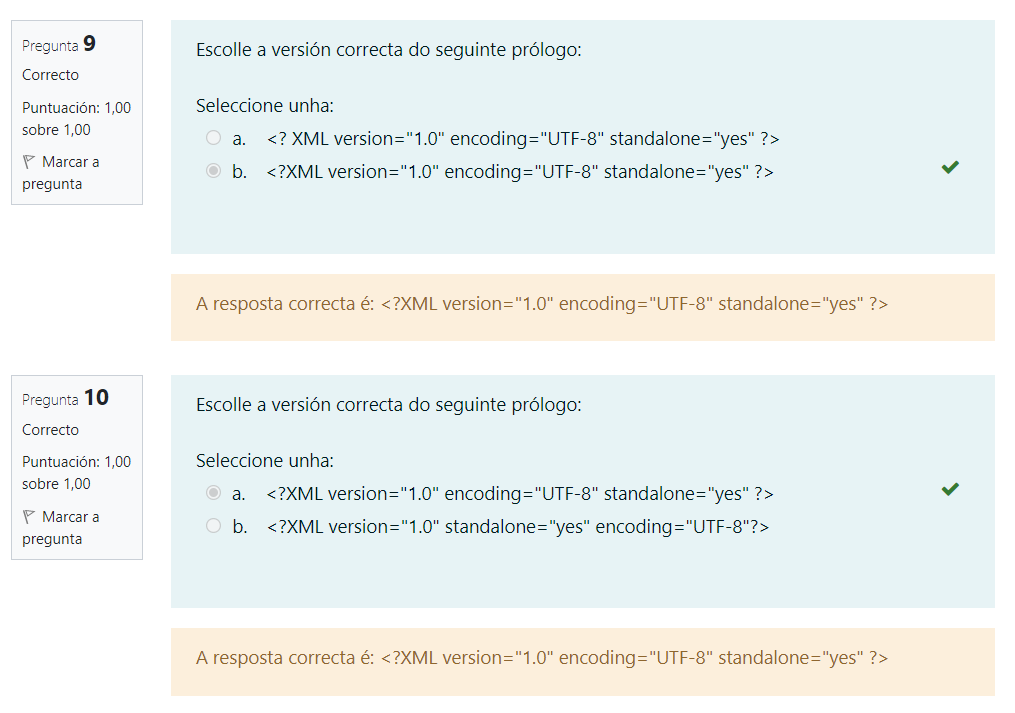 Pregunta 9
Correcto
Puntuación: 1,00
sobre 1,00
Marcar a
pregunta
Escolle a versión correcta do seguinte prólogo:
Seleccione unha:
a. <? XML version="1.0" encoding="UTF-8" standalone="yes" ?>
b. <?XML version="1.0" encoding="UTF-8" standalone="yes" ?>
A resposta correcta é: <?XML version="1.0" encoding="UTF-8" standalone="yes" ?>
Pregunta 10
Correcto
Puntuación: 1,00
sobre 1,00
Marcar a
pregunta
Escolle a versión correcta do seguinte prólogo:
Seleccione unha:
a. <?XML version="1.0" encoding="UTF-8" standalone="yes" ?>
b. <?XML version="1.0" standalone="yes" encoding="UTF-8"?>
A resposta correcta é: <?XML version="1.0" encoding="UTF-8" standalone="yes" ?>